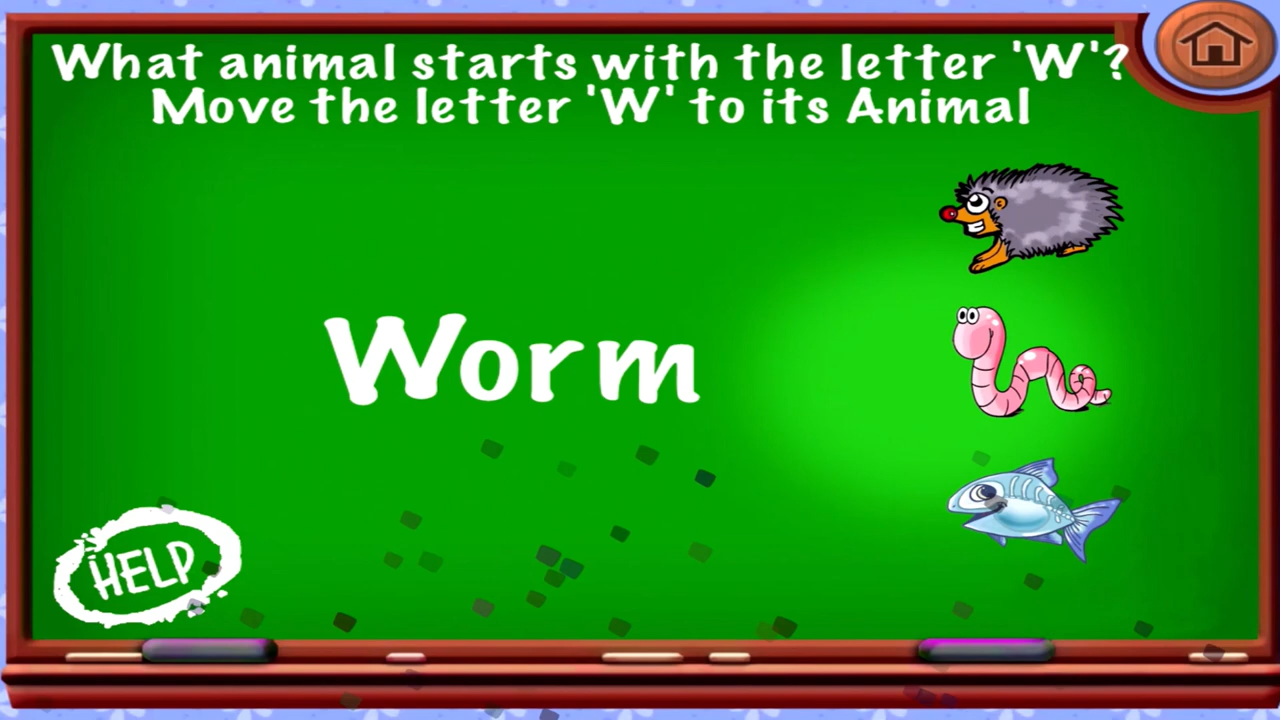 What animal starts with the letter 'W'?
Move the letter 'W' to its Animal
Worm
HELP